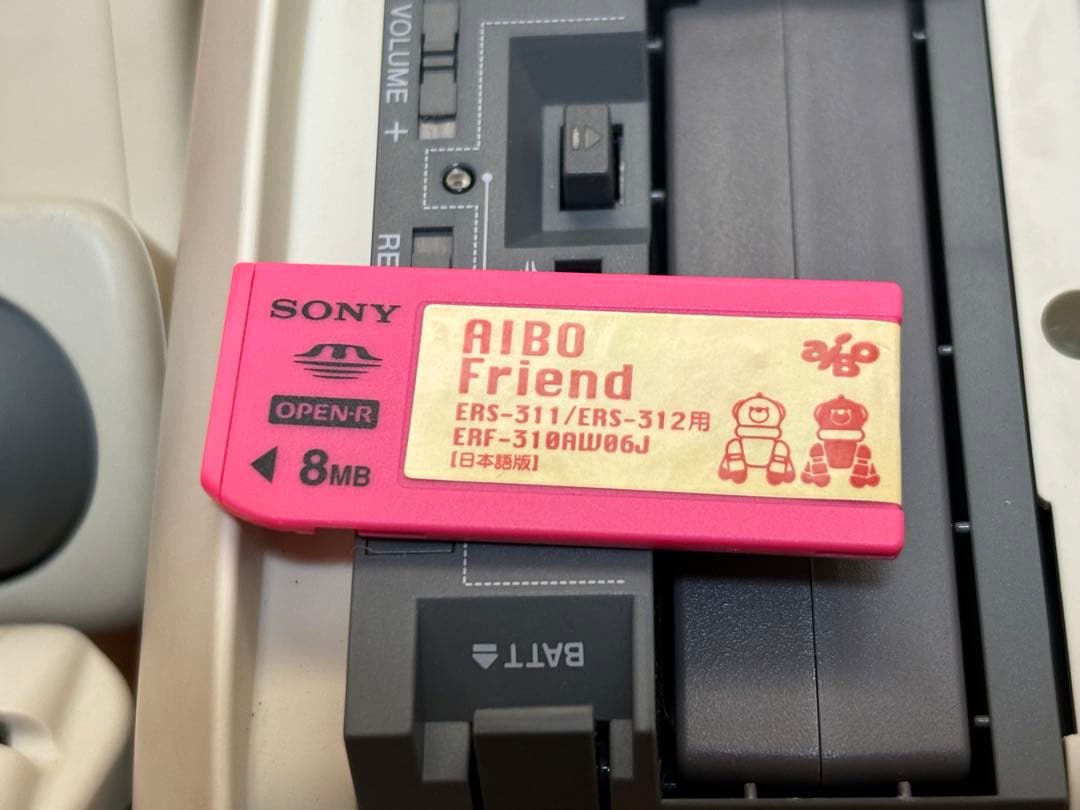 VOLUME +
RE
SONY
OPEN-R
8MB
AIBO
Friend
ERS-311/ERS-312用
ERF-310AW06J
【日本語版】
aibo
BATT